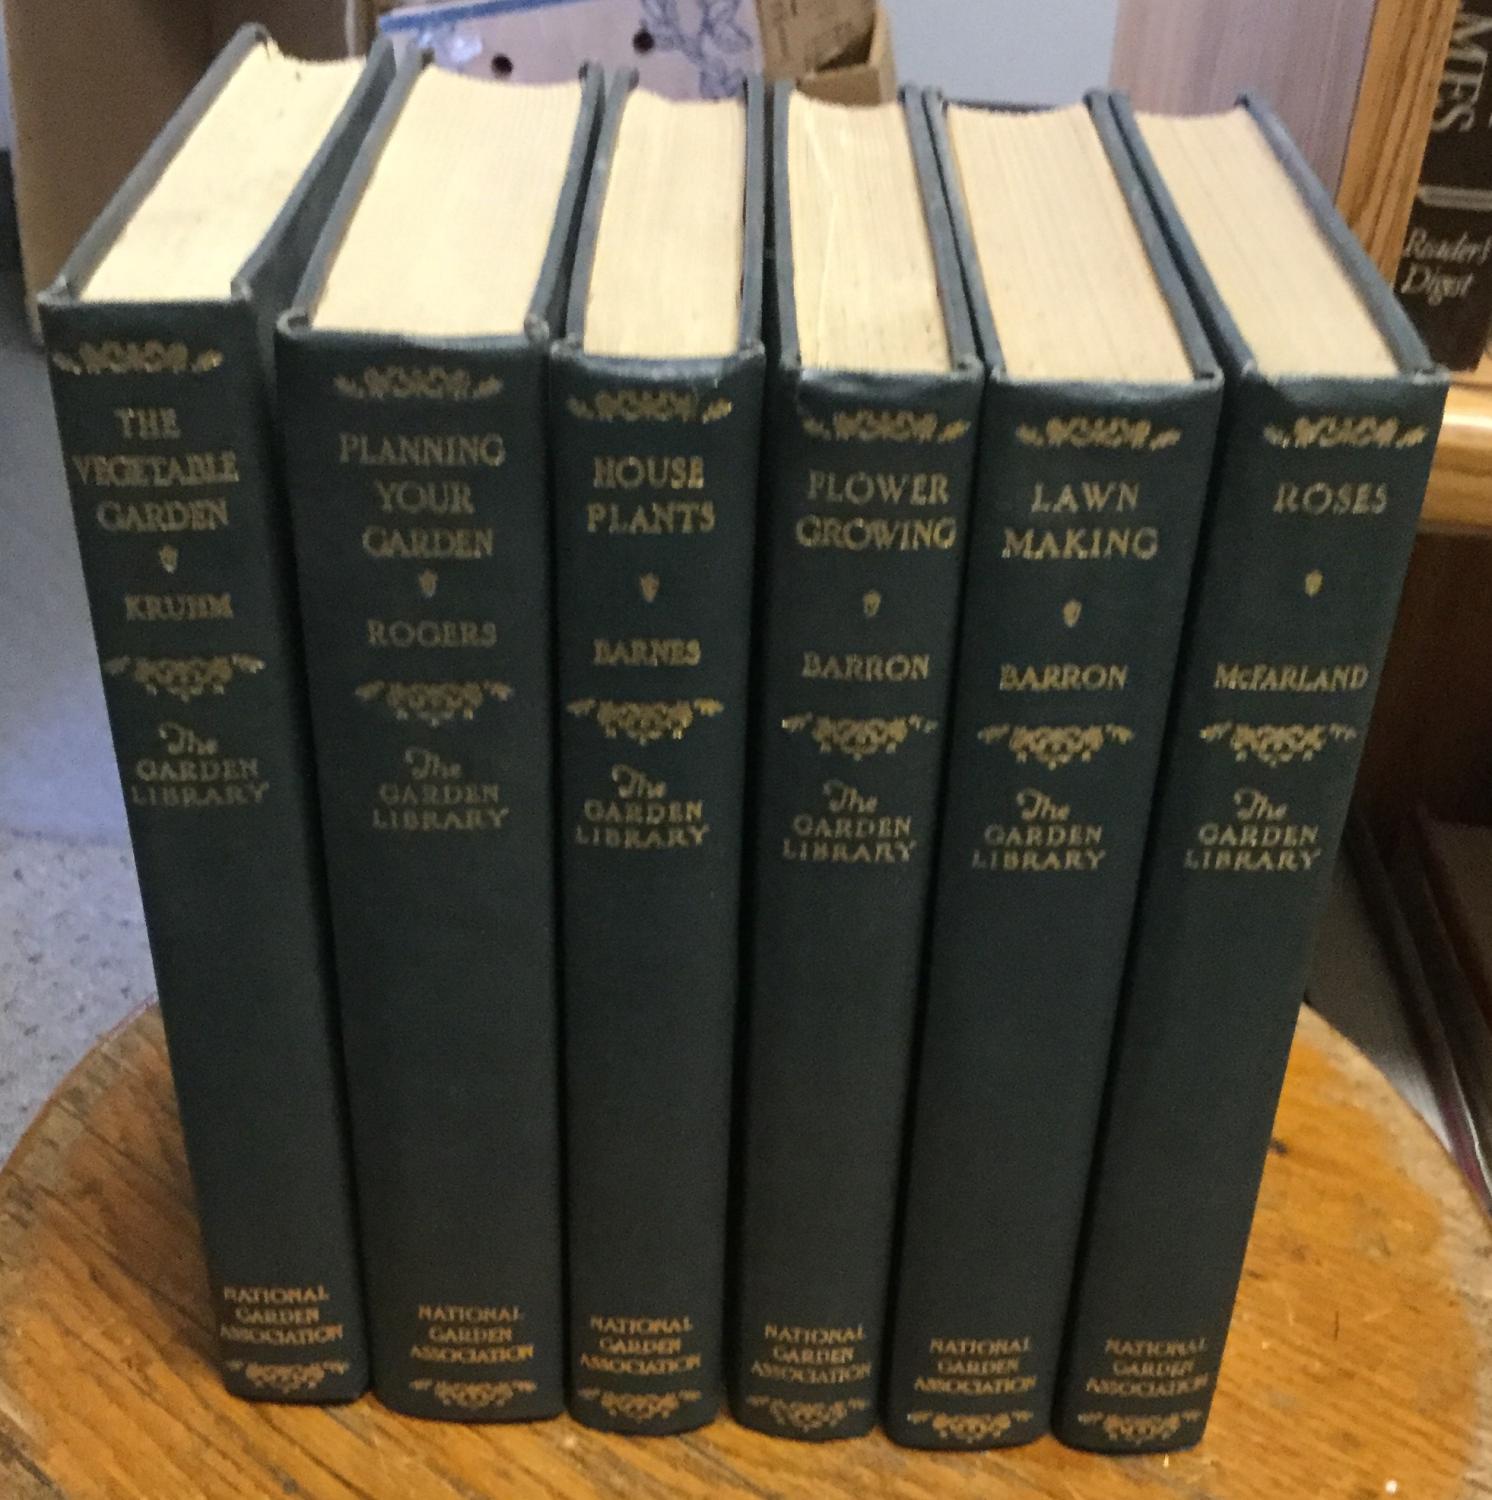 THE
VEGETABLE
GARDEN
KRUHM
The
GARDEN
LIBRARY
NATIONAL
GARDEN
ASSOCIATION
PLANNING
YOUR
GARDEN
ROGERS
The
GARDEN
LIBRARY
NATIONAL
GARDEN
ASSOCIATION
HOUSE
PLANTS
BARNES
The
GARDEN
LIBRARY
NATIONAL
GARDEN
ASSOCIATION
FLOWER
GROWING
BARRON
The
GARDEN
LIBRARY
NATIONAL
GARDEN
ASSOCIATION
LAWN
MAKING
BARRON
The
GARDEN
LIBRARY
NATIONAL
GARDEN
ASSOCIATION
ROSES
McFARLAND
The
GARDEN
LIBRARY
NATIONAL
GARDEN
ASSOCIATION
Reader's
Digest